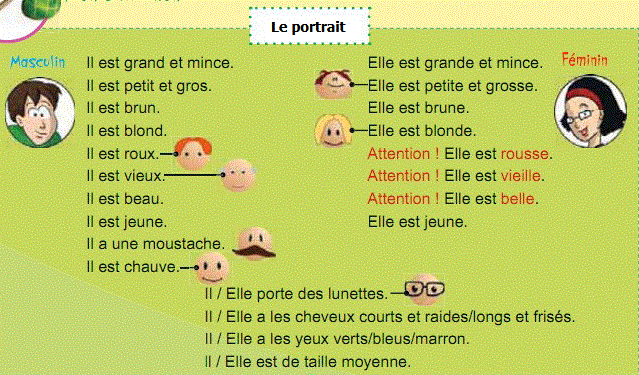 Le portrait
Masculin
Il est grand et mince.
Il est petit et gros.
Il est brun.
Il est blond.
Il est roux.
Il est vieux.
Il est beau.
Il est jeune.
Il a une moustache.
Il est chauve.
Féminin
Elle est grande et mince.
Elle est petite et grosse.
Elle est brune.
Elle est blonde.
Attention ! Elle est rousse.
Attention ! Elle est vieille.
Attention ! Elle est belle.
Elle est jeune.
Il / Elle porte des lunettes.
Il / Elle a les cheveux courts et raides/longs et frisés.
Il / Elle a les yeux verts/bleus/marron.
Il / Elle est de taille moyenne.